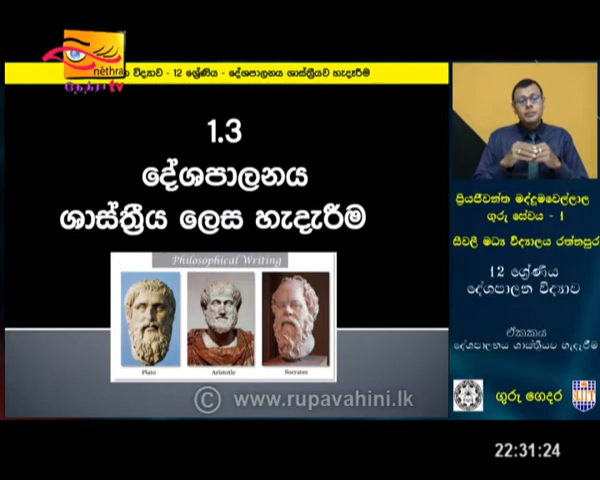 nethra
tv
විද්‍යාව - 12 ශ්‍රේණිය - දේශපාලනය ශාස්ත්‍රීයව හැදෑරීම
1.3
දේශපාලනය
ශාස්ත්‍රීය ලෙස හැදෑරීම
Philosophical Writing
Plato
Aristotle
Socrates
© www.rupavahini.lk
ප්‍රියජීවන්ත මද්දුමවෙල්ලාල
ගුරු සේවය - I
සීවලී මධ්‍ය විද්‍යාලය රත්නපුර
12 ශ්‍රේණිය
දේශපාලන විද්‍යාව
ඒකකය
දේශපාලනය ශාස්ත්‍රීයව හැදෑරීම
ගුරු ගෙදර
22:31:24